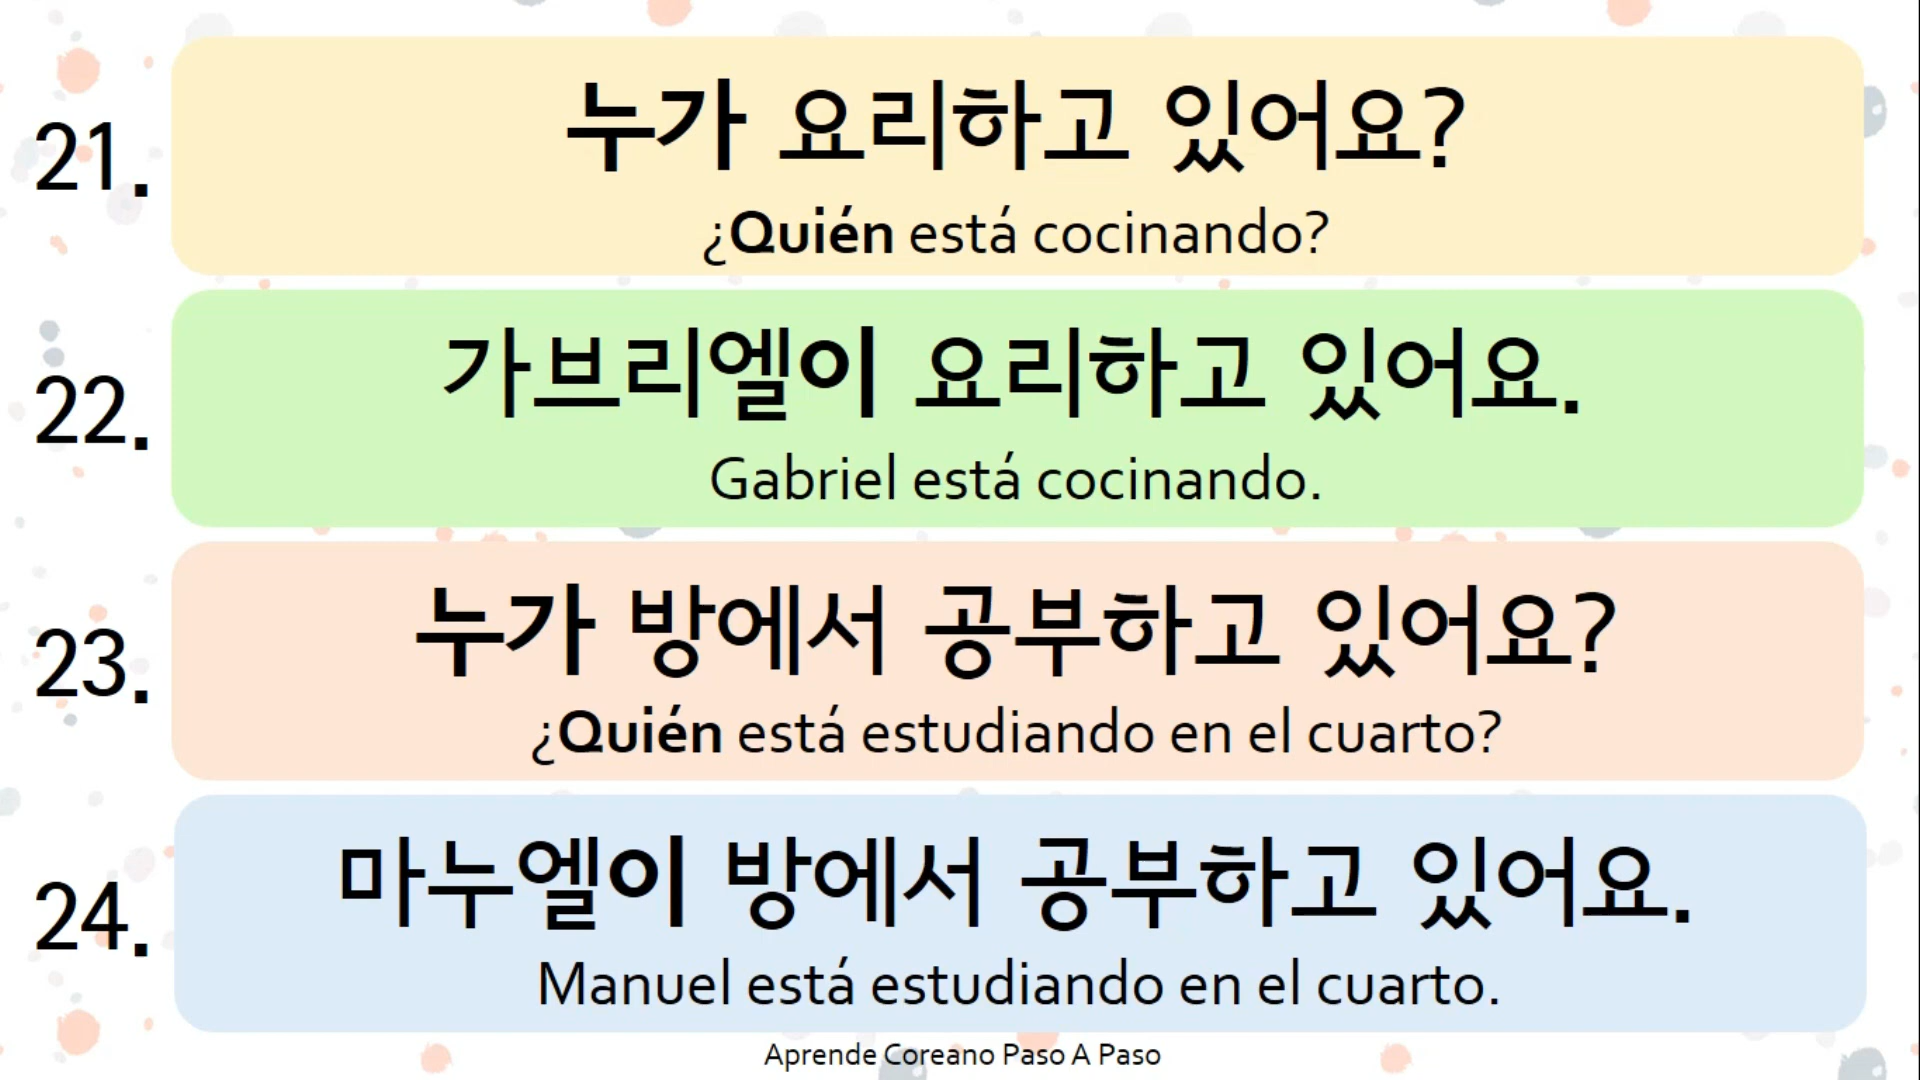 21.
누가 요리하고 있어요?
¿Quién está cocinando?
22.
가브리엘이 요리하고 있어요.
Gabriel está cocinando.
23.
누가 방에서 공부하고 있어요?
¿Quién está estudiando en el cuarto?
24.
마누엘이 방에서 공부하고 있어요.
Manuel está estudiando en el cuarto.
Aprende Coreano Paso A Paso